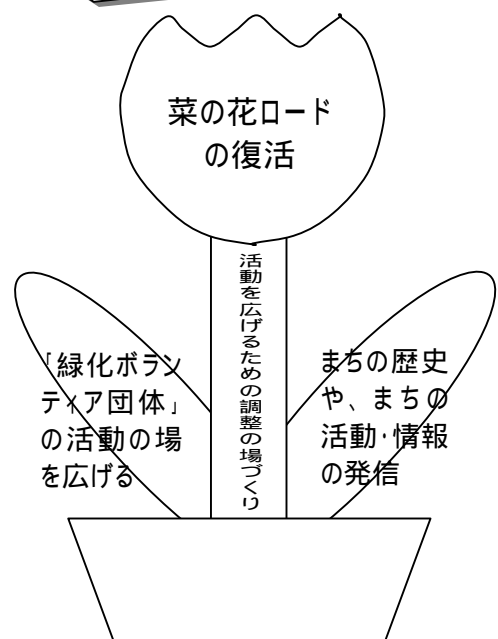 菜の花ロード
の復活
活動を広げるための調整の場づくり
「緑化ボラン
ティア団体」
の活動の場
を広げる
まちの歴史
や、まちの
活動・情報
の発信